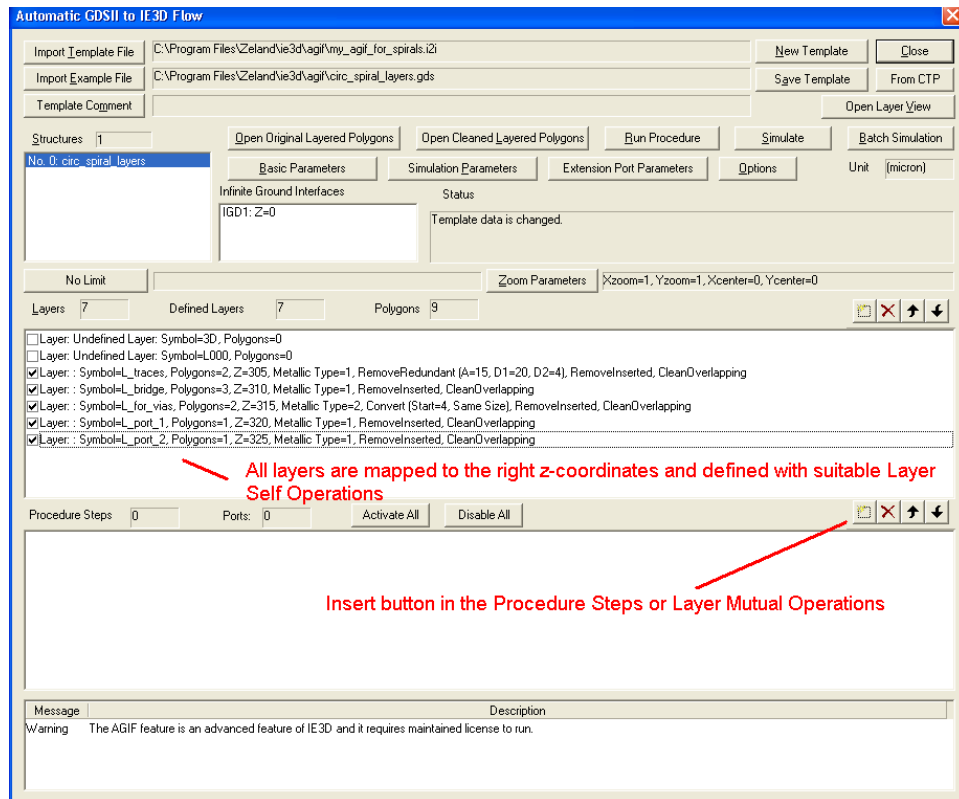 Automatic GDSII to IE3D Flow
Import Template File C:\Program Files\Zeland\ie3d\agif\my_agif_for_spirals.i2i New Template Close
Import Example File C:\Program Files\Zeland\ie3d\agif\circ_spiral_layers.gds Save Template From CTP
Template Comment Open Layer View
Structures 1 Open Original Layered Polygons Open Cleaned Layered Polygons Run Procedure Simulate Batch Simulation
No. 0: circ_spiral_layers Basic Parameters Simulation Parameters Extension Port Parameters Options Unit (micron)
Infinite Ground Interfaces Status
IGD1: Z=0 Template data is changed.
No Limit Zoom Parameters Xzoom=1, Yzoom=1, Xcenter=0, Ycenter=0
Layers 7 Defined Layers 7 Polygons 9
Layer: Undefined Layer: Symbol=3D, Polygons=0
Layer: Undefined Layer: Symbol=L000, Polygons=0
Layer: : Symbol=L_traces, Polygons=2, Z=305, Metallic Type=1, RemoveRedundant (A=15, D1=20, D2=4), RemoveInserted, CleanOverlapping
Layer: : Symbol=L_bridge, Polygons=3, Z=310, Metallic Type=1, RemoveInserted, CleanOverlapping
Layer: : Symbol=L_for_vias, Polygons=2, Z=315, Metallic Type=2, Convert (Start=4, Same Size), RemoveInserted, CleanOverlapping
Layer: : Symbol=L_port_1, Polygons=1, Z=320, Metallic Type=1, RemoveInserted, CleanOverlapping
Layer: : Symbol=L_port_2, Polygons=1, Z=325, Metallic Type=1, RemoveInserted, CleanOverlapping
All layers are mapped to the right z-coordinates and defined with suitable Layer
Self Operations
Procedure Steps 0 Ports: 0 Activate All Disable All
Insert button in the Procedure Steps or Layer Mutual Operations
Message Description
Warning The AGIF feature is an advanced feature of IE3D and it requires maintained license to run.